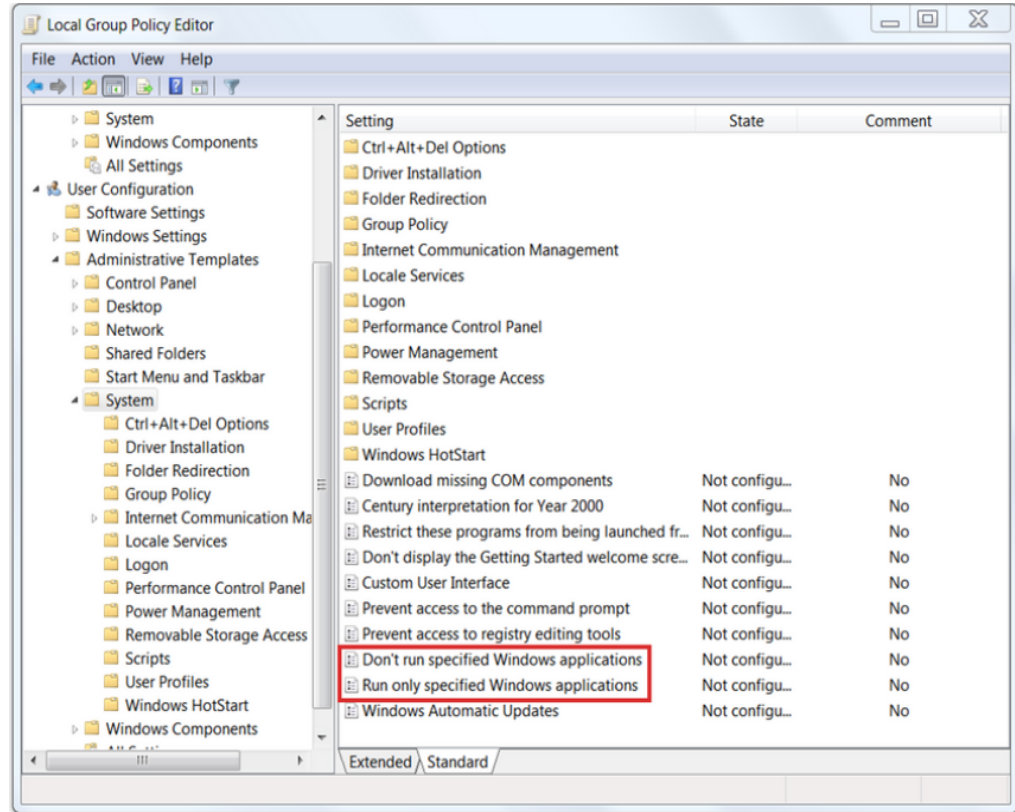 Local Group Policy Editor
File Action View Help
System
Windows Components
All Settings
User Configuration
Software Settings
Windows Settings
Administrative Templates
Control Panel
Desktop
Network
Shared Folders
Start Menu and Taskbar
System
Ctrl+Alt+Del Options
Driver Installation
Folder Redirection
Group Policy
Internet Communication Ma
Locale Services
Logon
Performance Control Panel
Power Management
Removable Storage Access
Scripts
User Profiles
Windows HotStart
Windows Components
Setting State Comment
Ctrl+Alt+Del Options
Driver Installation
Folder Redirection
Group Policy
Internet Communication Management
Locale Services
Logon
Performance Control Panel
Power Management
Removable Storage Access
Scripts
User Profiles
Windows HotStart
Download missing COM components Not configu... No
Century interpretation for Year 2000 Not configu... No
Restrict these programs from being launched fr... Not configu... No
Don't display the Getting Started welcome scre... Not configu... No
Custom User Interface Not configu... No
Prevent access to the command prompt Not configu... No
Prevent access to registry editing tools Not configu... No
Don't run specified Windows applications Not configu... No
Run only specified Windows applications Not configu... No
Windows Automatic Updates Not configu... No
Extended Standard